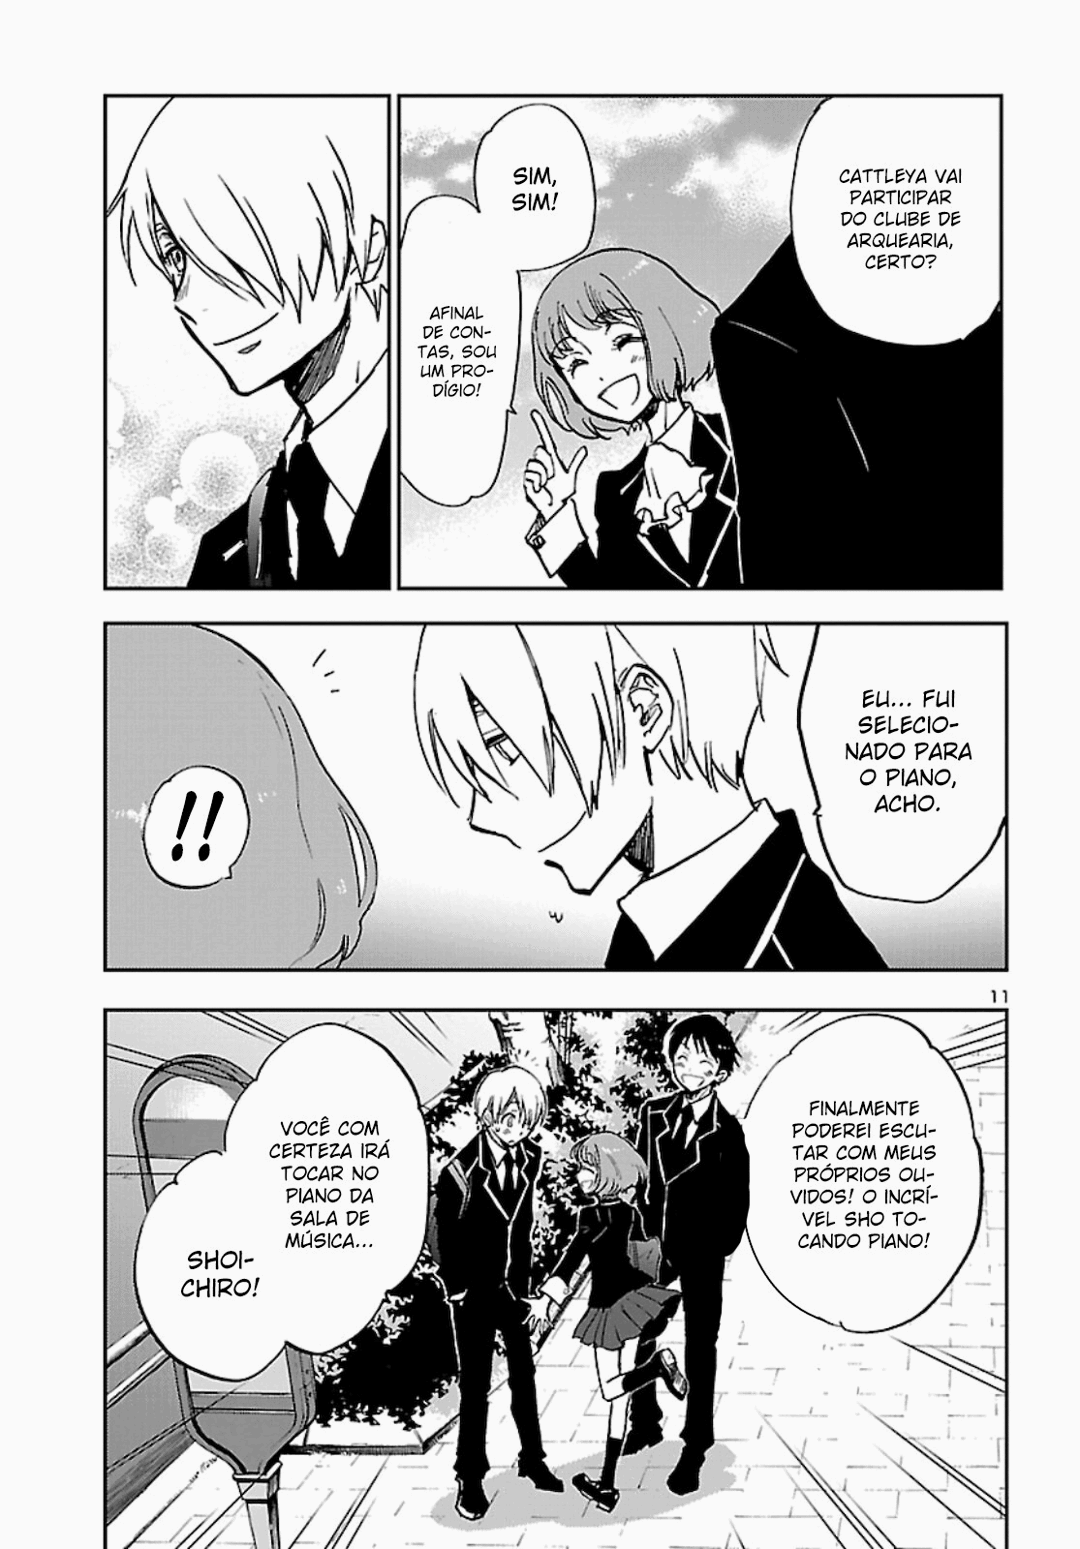 CATTLEYA VAI
PARTICIPAR
DO CLUBE DE
ARQUEARIA,
CERTO?
SIM,
SIM!
AFINAL
DE CON-
TAS, SOU
UM PRO-
DÍGIO!
EU... FUI
SELECIO-
NADO PARA
O PIANO,
ACHO.
!!
11
FINALMENTE
PODEREI ESCU-
TAR COM MEUS
PRÓPRIOS OU-
VIDOS! O INCRÍ-
VEL SHO TO-
CANDO PIANO!
VOCÊ COM
CERTEZA IRÁ
TOCAR NO
PIANO DA
SALA DE
MÚSICA...
SHOI-
CHIRO!